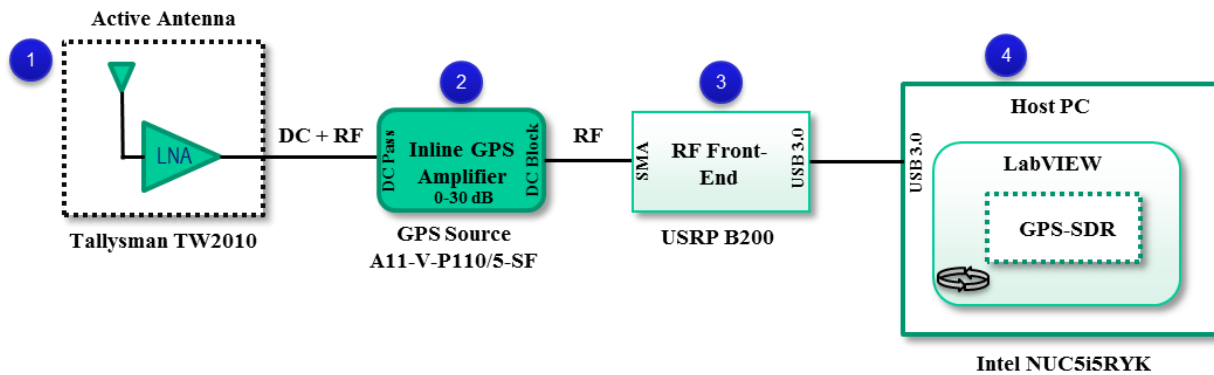 Active Antenna
1
LNA
Tallysman TW2010
DC + RF
2
DC Pass
Inline GPS
Amplifier
0-30 dB
DC Block
GPS Source
A11-V-P110/5-SF
RF
3
SMA
RF Front-
End
USB 3.0
USRP B200
4
Host PC
USB 3.0
LabVIEW
GPS-SDR
Intel NUC5i5RYK